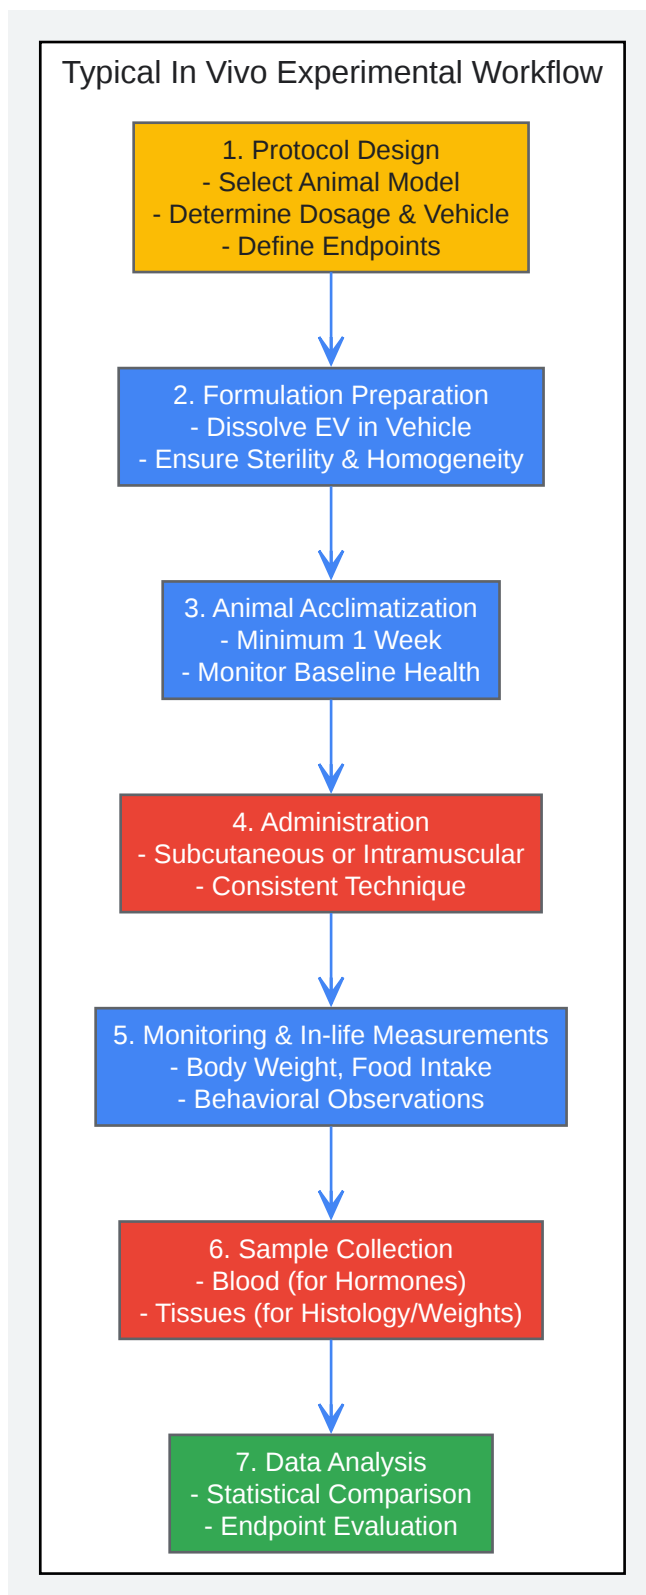 Typical In Vivo Experimental Workflow
1. Protocol Design
- Select Animal Model
- Determine Dosage & Vehicle
- Define Endpoints
2. Formulation Preparation
- Dissolve EV in Vehicle
- Ensure Sterility & Homogeneity
3. Animal Acclimatization
- Minimum 1 Week
- Monitor Baseline Health
4. Administration
- Subcutaneous or Intramuscular
- Consistent Technique
5. Monitoring & In-life Measurements
- Body Weight, Food Intake
- Behavioral Observations
6. Sample Collection
- Blood (for Hormones)
- Tissues (for Histology/Weights)
7. Data Analysis
- Statistical Comparison
- Endpoint Evaluation